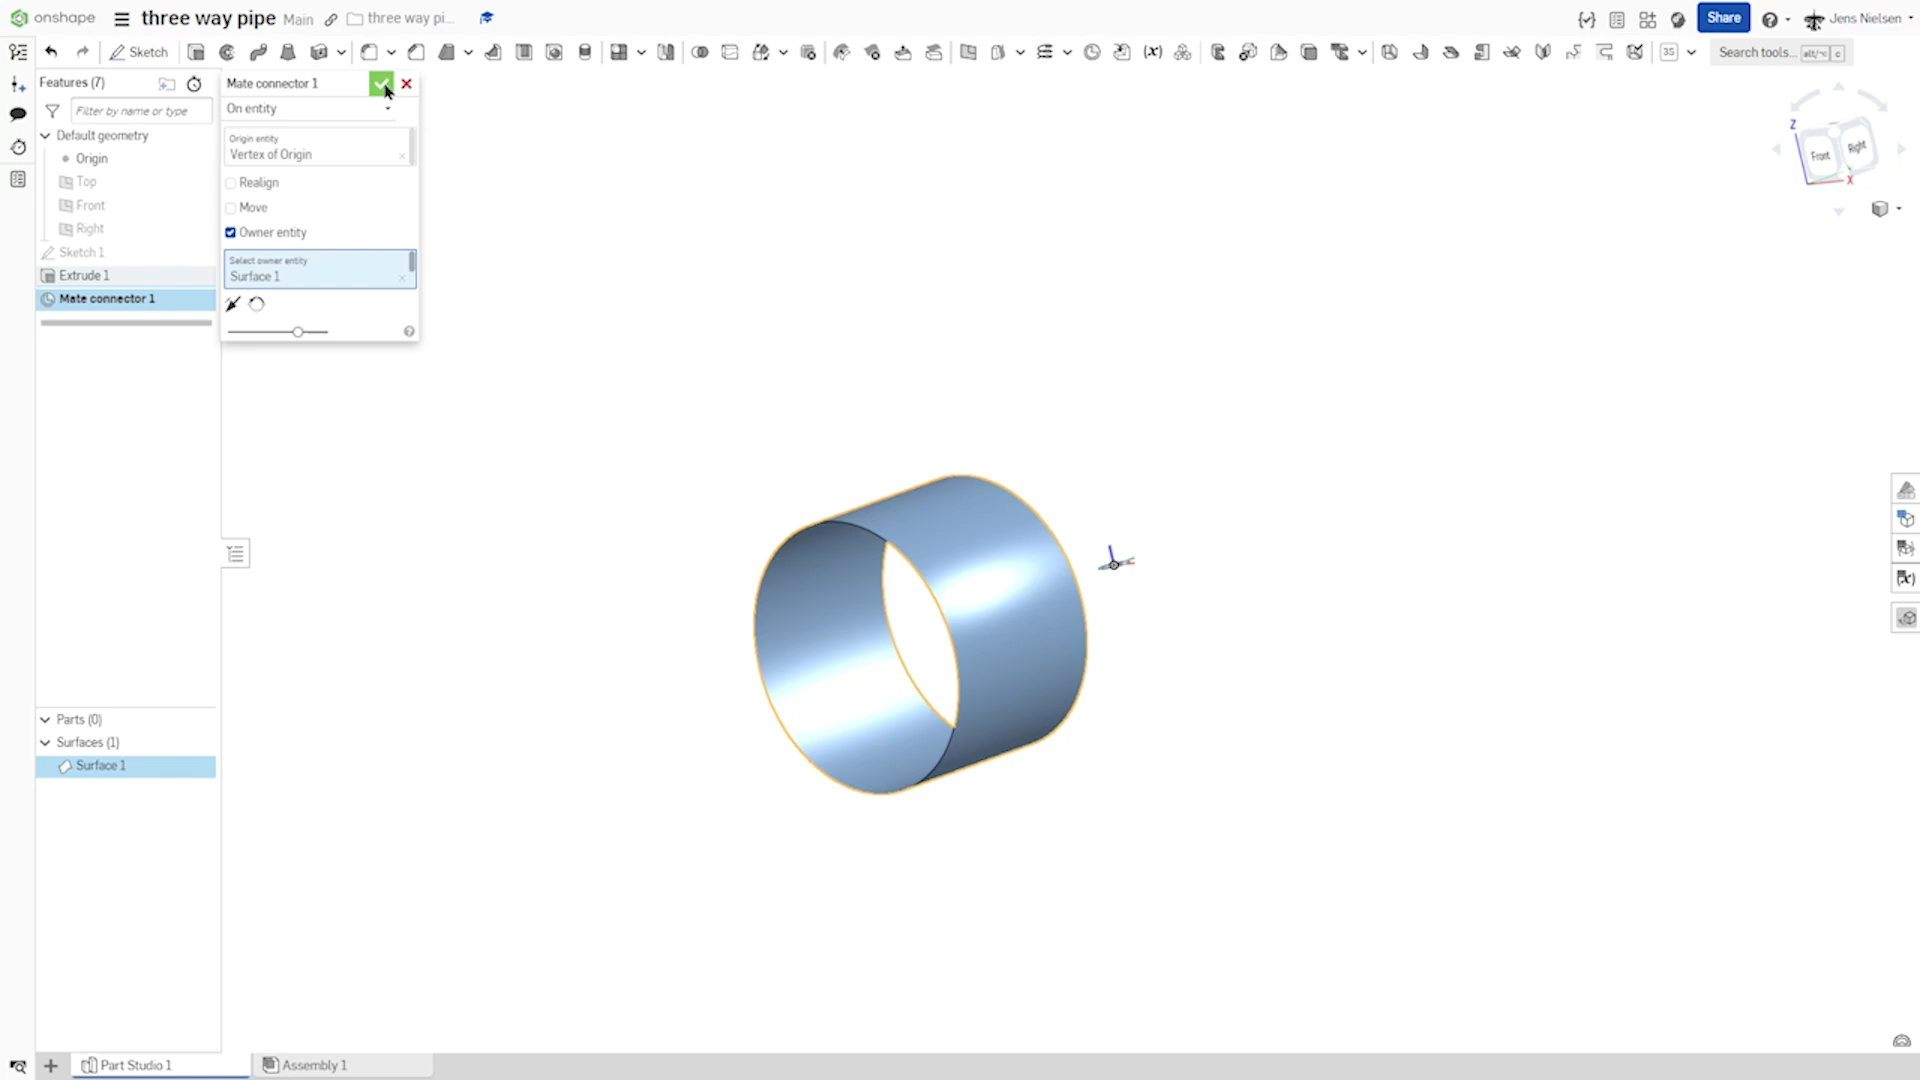 onshape three way pipe Main three way pi... Share Jens Nielsen
Sketch (x) 3S Search tools... alt/⌥ c
Features (7)
Filter by name or type
Default geometry
Origin
Top
Front
Right
Sketch 1
Extrude 1
Mate connector 1
Mate connector 1
On entity
Origin entity
Vertex of Origin
Realign
Move
Owner entity
Select owner entity
Surface 1
Z
Front
Right
X
(x)
Parts (0)
Surfaces (1)
Surface 1
Part Studio 1
Assembly 1